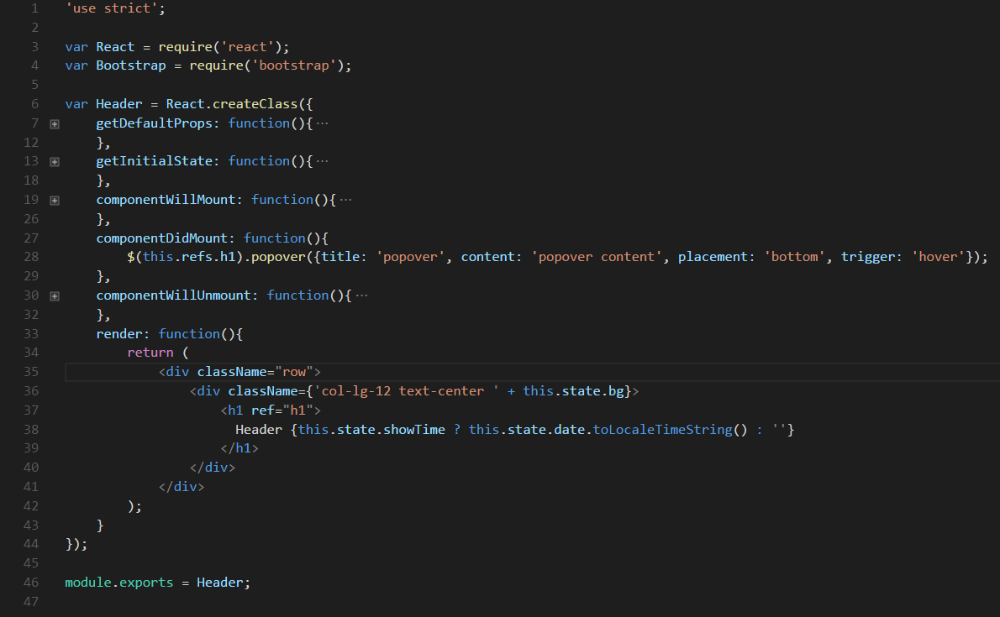 1 'use strict';
2
3 var React = require('react');
4 var Bootstrap = require('bootstrap');
5
6 var Header = React.createClass({
7 getDefaultProps: function(){ ···
12 },
13 getInitialState: function(){ ···
18 },
19 componentWillMount: function(){ ···
26 },
27 componentDidMount: function(){
28 $(this.refs.h1).popover({title: 'popover', content: 'popover content', placement: 'bottom', trigger: 'hover'});
29 },
30 componentWillUnmount: function(){ ···
32 },
33 render: function(){
34 return (
35 <div className="row">
36 <div className={'col-lg-12 text-center ' + this.state.bg}>
37 <h1 ref="h1">
38 Header {this.state.showTime ? this.state.date.toLocaleTimeString() : ''}
39 </h1>
40 </div>
41 </div>
42 );
43 }
44 });
45
46 module.exports = Header;
47